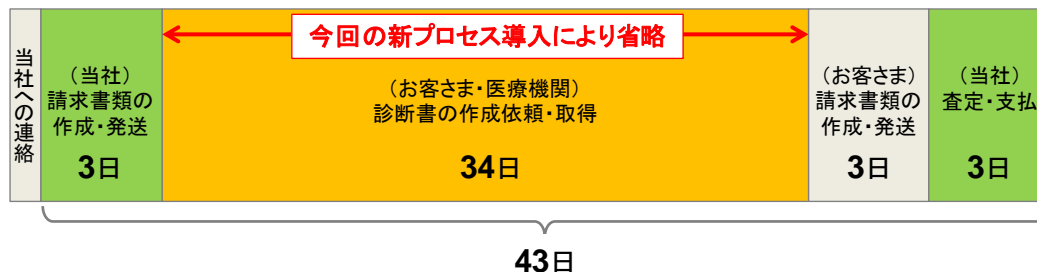 当社への連絡
（当社）
請求書類の
作成・発送
3日
今回の新プロセス導入により省略
（お客さま・医療機関）
診断書の作成依頼・取得
34日
（お客さま）
請求書類の
作成・発送
3日
（当社）
査定・支払
3日
43日